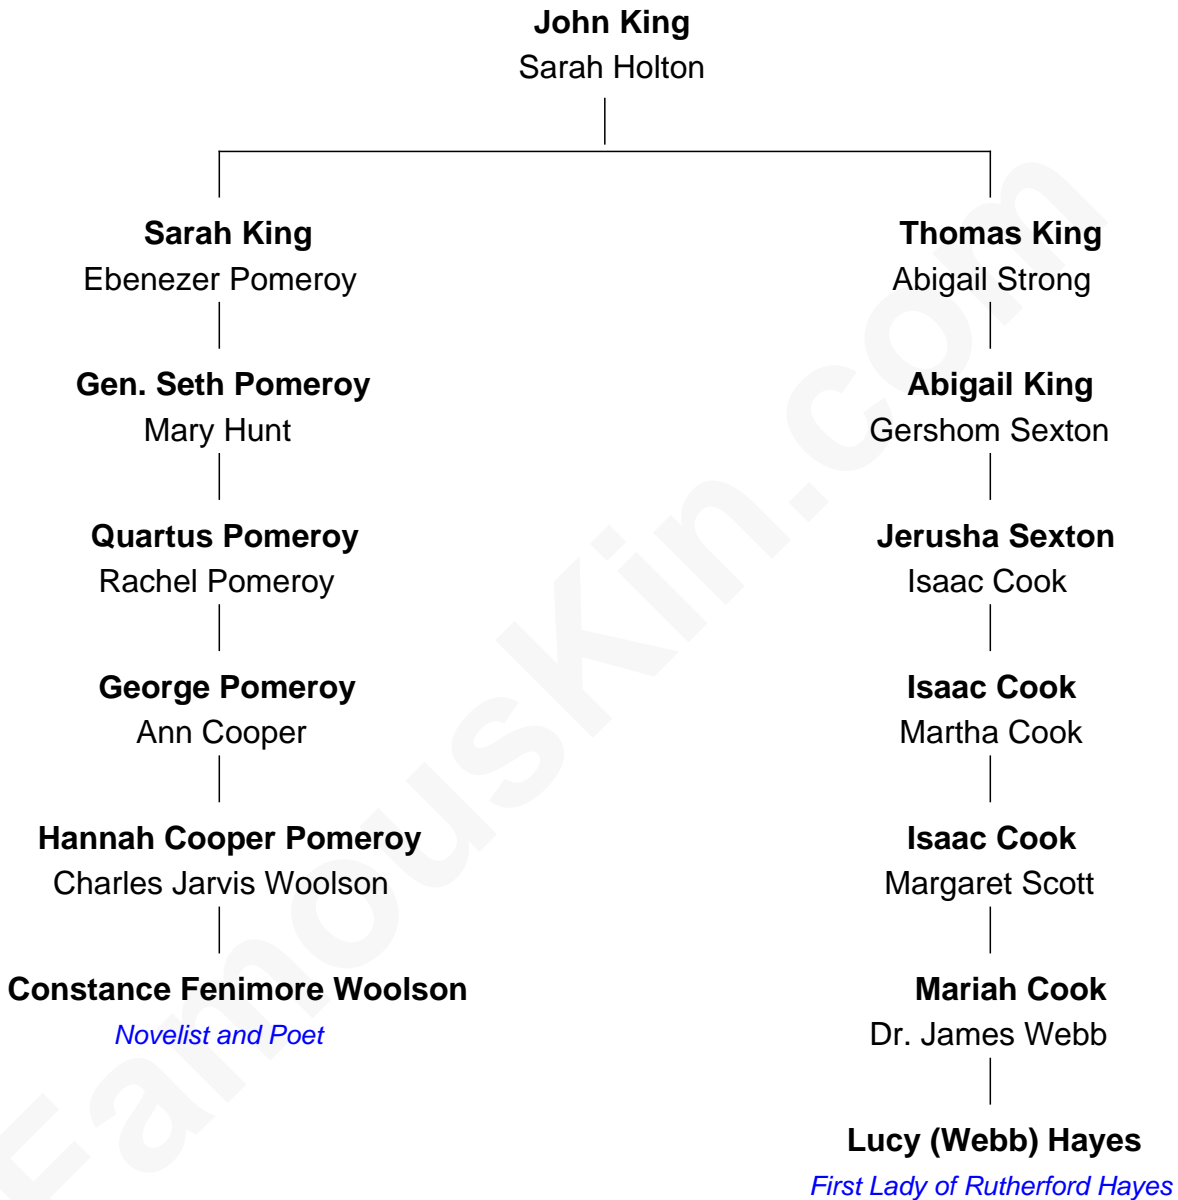 John King
Sarah Holton
Sarah King
Ebenezer Pomeroy
Thomas King
Abigail Strong
Gen. Seth Pomeroy
Mary Hunt
Abigail King
Gershom Sexton
Quartus Pomeroy
Rachel Pomeroy
Jerusha Sexton
Isaac Cook
George Pomeroy
Ann Cooper
Isaac Cook
Martha Cook
Hannah Cooper Pomeroy
Charles Jarvis Woolson
Isaac Cook
Margaret Scott
Constance Fenimore Woolson
Novelist and Poet
Mariah Cook
Dr. James Webb
Lucy (Webb) Hayes
First Lady of Rutherford Hayes
FamousKin.com